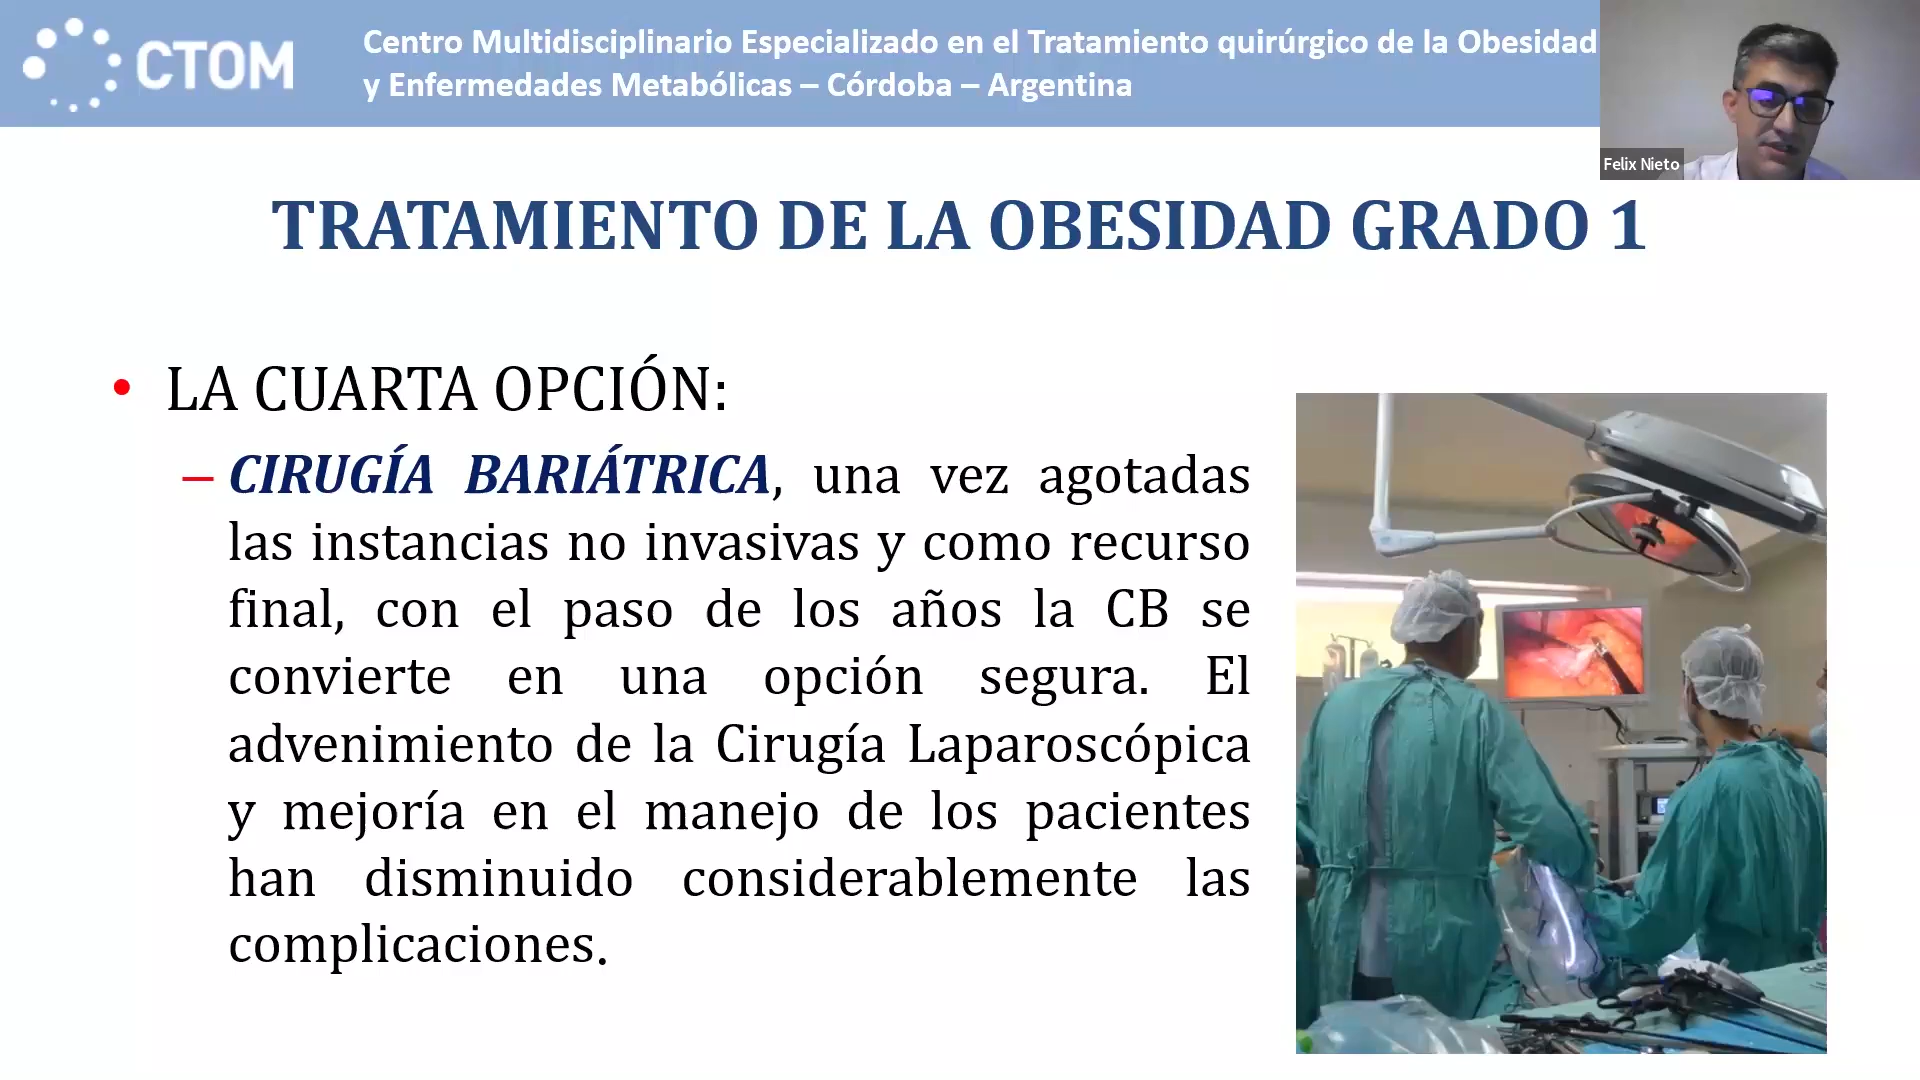 CTOM
Centro Multidisciplinario Especializado en el Tratamiento quirúrgico de la Obesidad
y Enfermedades Metabólicas – Córdoba – Argentina
Felix Nieto
TRATAMIENTO DE LA OBESIDAD GRADO 1
• LA CUARTA OPCIÓN:
– CIRUGÍA BARIÁTRICA, una vez agotadas
las instancias no invasivas y como recurso
final, con el paso de los años la CB se
convierte en una opción segura. El
advenimiento de la Cirugía Laparoscópica
y mejoría en el manejo de los pacientes
han disminuido considerablemente las
complicaciones.